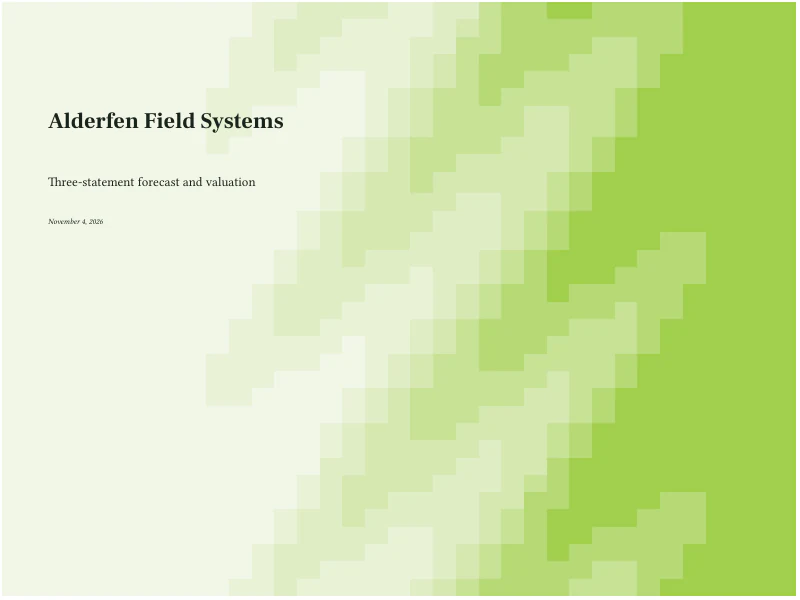 Alderfen Field Systems
Three-statement forecast and valuation
November 4, 2026